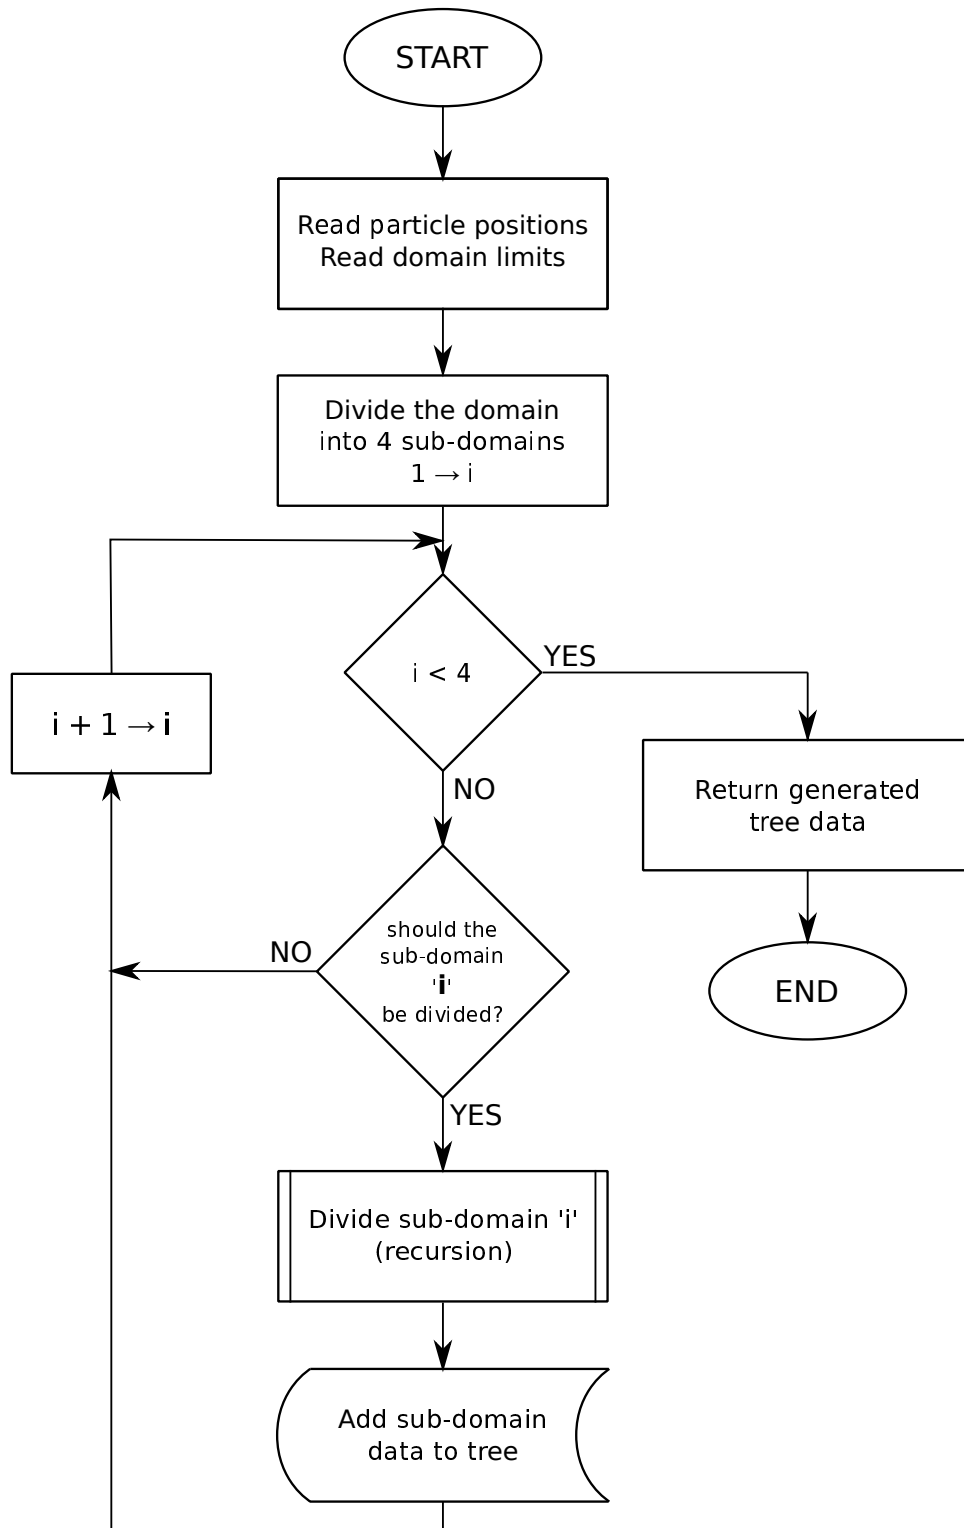 START
Read particle positions
Read domain limits
Divide the domain
into 4 sub-domains
1 → i
i < 4
YES
i + 1 → i
NO
Return generated
tree data
should the
sub-domain
'i'
be divided?
NO
END
YES
Divide sub-domain 'i'
(recursion)
Add sub-domain
data to tree